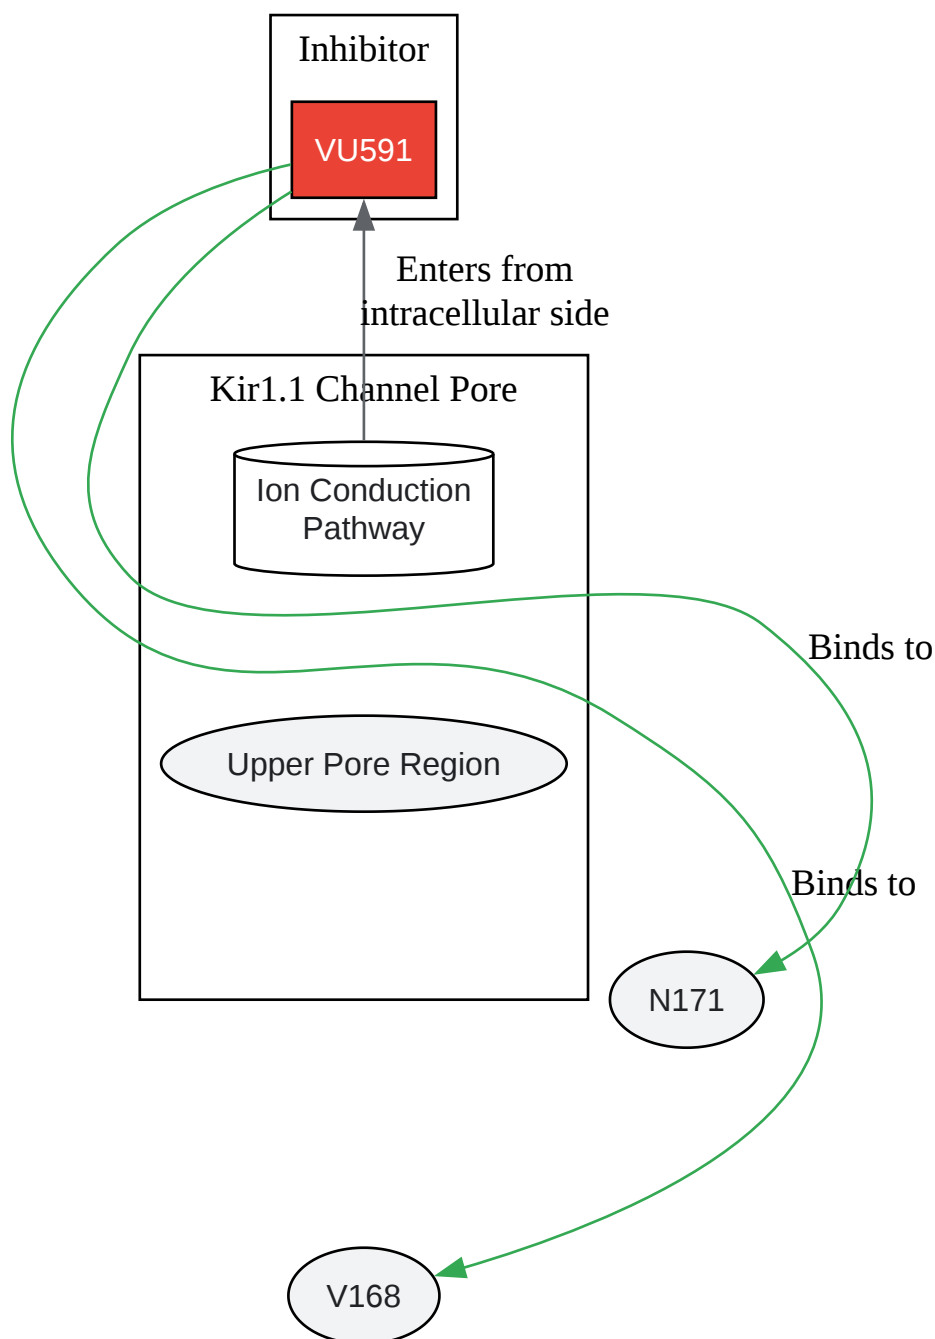 Inhibitor
VU591
Enters from
intracellular side
Kir1.1 Channel Pore
Ion Conduction
Pathway
Binds to
Upper Pore Region
Binds to
N171
V168